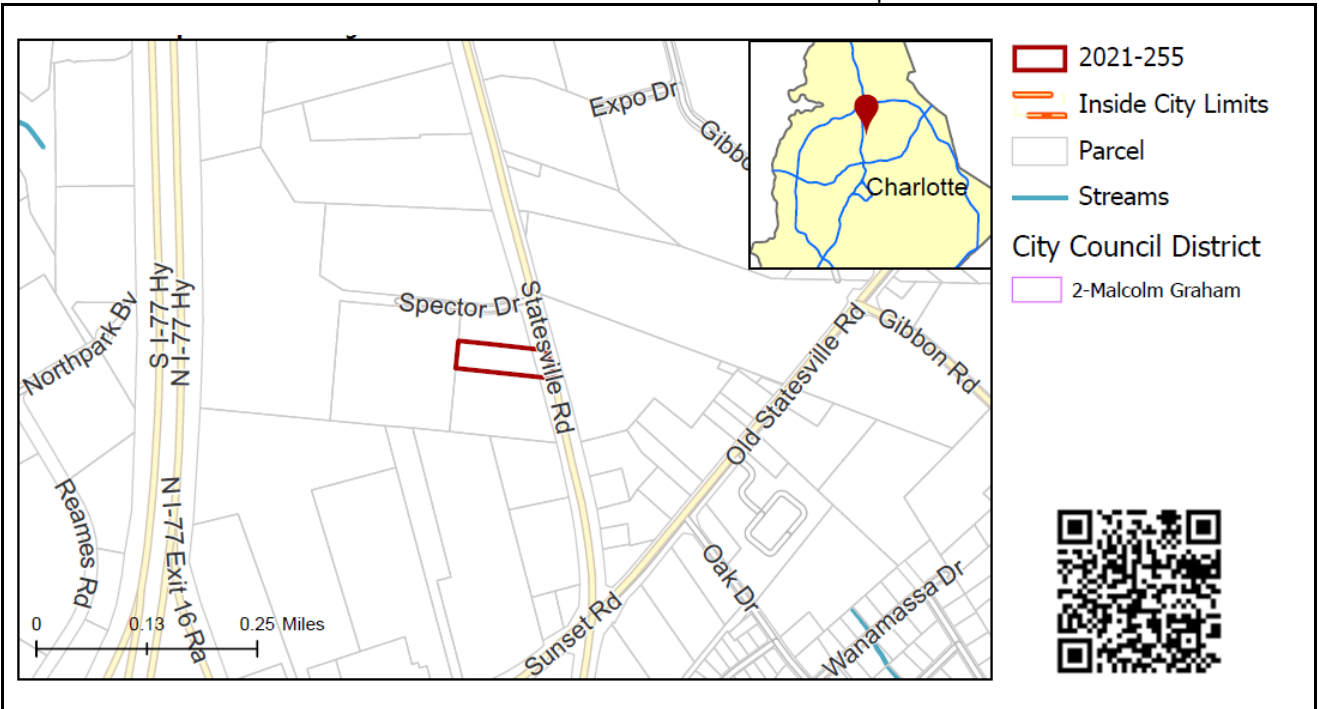 Expo Dr
Gibbo
Charlotte
Spector Dr
Statesville Rd
Northpark Bv
S I-77 Hy
N I-77 Hy
Old Statesville Rd
Gibbon Rd
Reames Rd
N I-77 Exit 16 Ra
Oak Dr
Wanamassa Dr
Sunset Rd
0 0.13 0.25 Miles
2021-255
Inside City Limits
Parcel
Streams
City Council District
2-Malcolm Graham